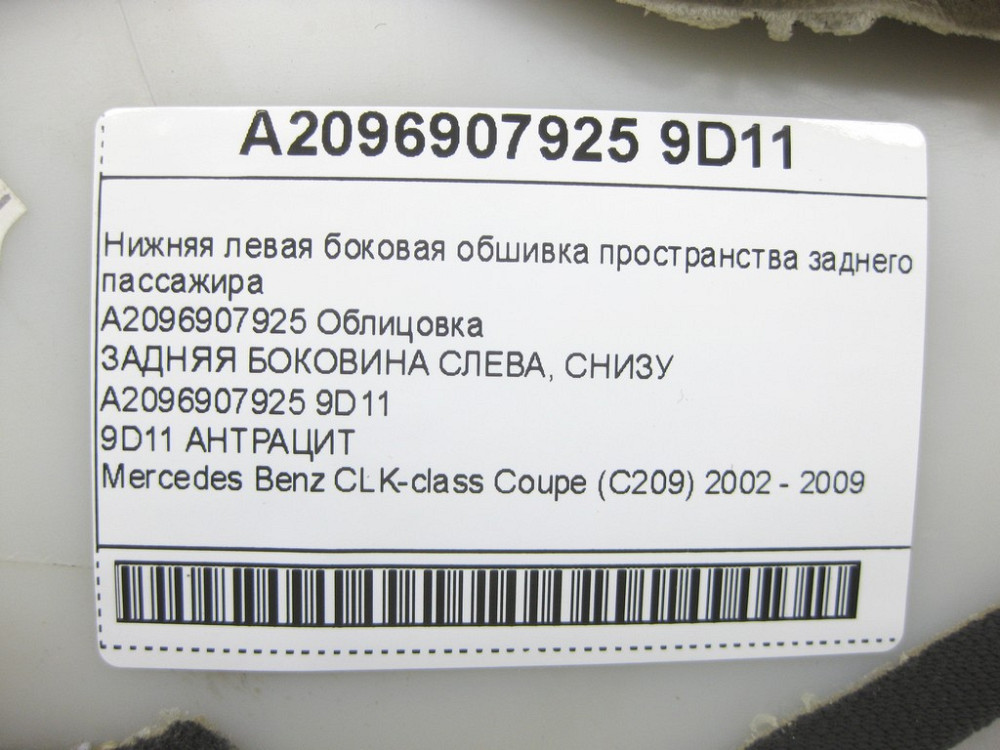 A2096907925 9D11
Нижняя левая боковая обшивка пространства заднего
пассажира
A2096907925 Облицовка
ЗАДНЯЯ БОКОВИНА СЛЕВА, СНИЗУ
A2096907925 9D11
9D11 АНТРАЦИТ
Mercedes Benz CLK-class Coupe (C209) 2002 - 2009